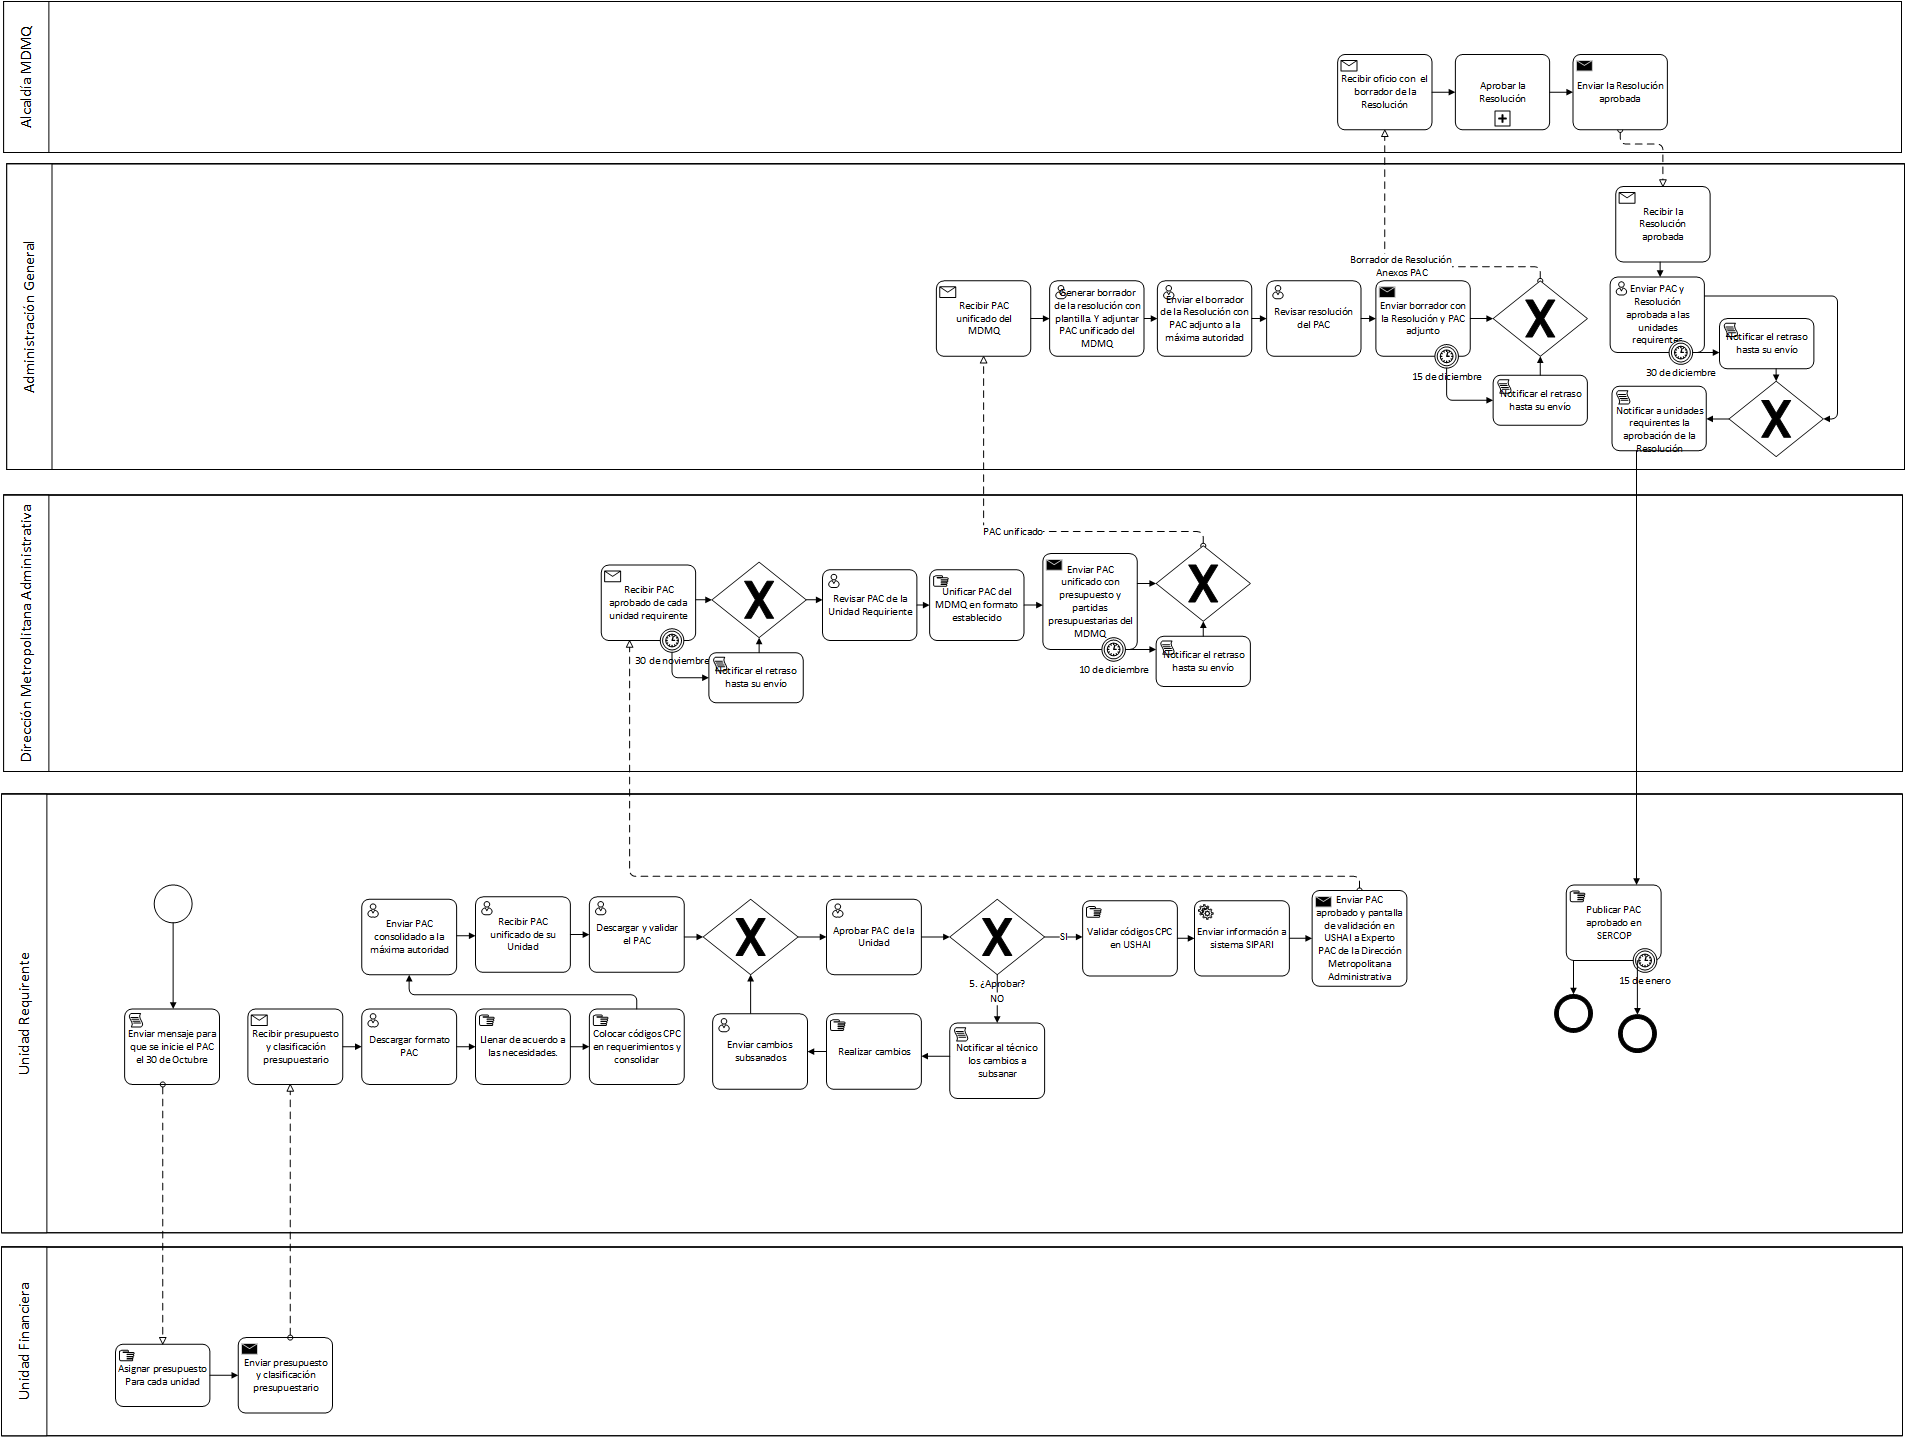 Alcaldía MDMQ
Recibir oficio con el
borrador de la
Resolución
Aprobar la
Resolución
Enviar la Resolución
aprobada
Administración General
Recibir la
Resolución
aprobada
Borrador de Resolución
Anexos PAC
Recibir PAC
unificado del
MDMQ
Generar borrador
de la resolución con
plantilla. Y adjuntar
PAC unificado del
MDMQ
Enviar el borrador
de la Resolución con
PAC adjunto a la
máxima autoridad
Revisar resolución
del PAC
Enviar borrador con
la Resolución y PAC
adjunto
X
15 de diciembre
Notificar el retraso
hasta su envío
Enviar PAC y
Resolución
aprobada a las
unidades
requirentes
30 de diciembre
Notificar el retraso
hasta su envío
X
Notificar a unidades
requirentes la
aprobación de la
Resolución
Dirección Metropolitana Administrativa
PAC unificado
Recibir PAC
aprobado de cada
unidad requirente
30 de noviembre
X
Notificar el retraso
hasta su envío
Revisar PAC de la
Unidad Requiriente
Unificar PAC del
MDMQ en formato
establecido
Enviar PAC
unificado con
presupuesto y
partidas
presupuestarias del
MDMQ
10 de diciembre
X
Notificar el retraso
hasta su envío
Unidad Requirente
Enviar PAC
consolidado a la
máxima autoridad
Recibir PAC
unificado de su
Unidad
Descargar y validar
el PAC
X
Aprobar PAC de la
Unidad
X
5. ¿Aprobar?
NO
SI
Validar códigos CPC
en USHAI
Enviar información a
sistema SIPARI
Enviar PAC
aprobado y pantalla
de validación en
USHAI a Experto
PAC de la Dirección
Metropolitana
Administrativa
Publicar PAC
aprobado en
SERCOP
15 de enero
Enviar mensaje para
que se inicie el PAC
el 30 de Octubre
Recibir presupuesto
y clasificación
presupuestario
Descargar formato
PAC
Llenar de acuerdo a
las necesidades.
Colocar códigos CPC
en requerimientos y
consolidar
Enviar cambios
subsanados
Realizar cambios
Notificar al técnico
los cambios a
subsanar
Unidad Financiera
Asignar presupuesto
Para cada unidad
Enviar presupuesto
y clasificación
presupuestario